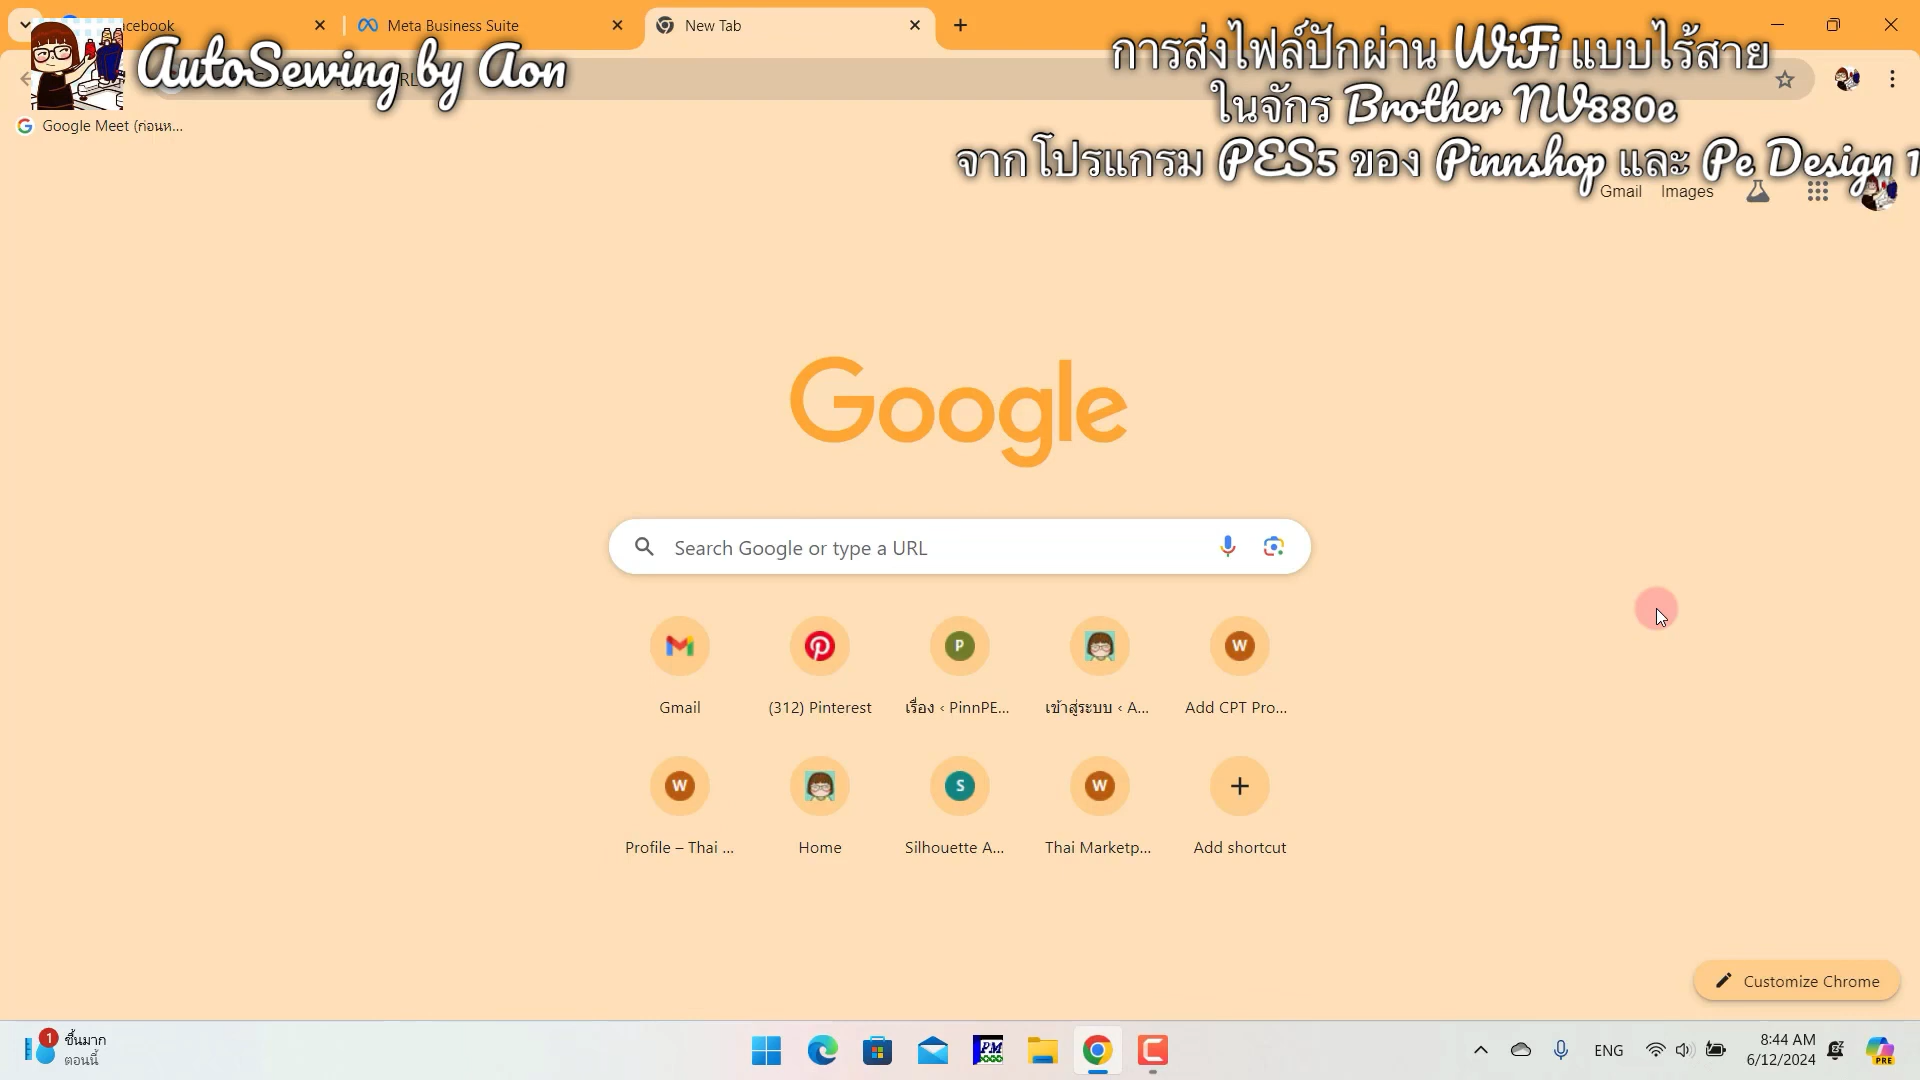 cebook
Meta Business Suite
New Tab
AutoSewing by Aon
การส่งไฟล์ปักผ่าน WiFi แบบไร้สาย
ในจักร Brother NV880e
จากโปรแกรม PES5 ของ Pinnshop และ Pe Design 1
Google Meet (ก่อนห...
Gmail Images
Google
Search Google or type a URL
Gmail
(312) Pinterest
P
เรื่อง ‹ PinnPE...
เข้าสู่ระบบ ‹ A...
W
Add CPT Pro...
W
Profile – Thai ...
Home
S
Silhouette A...
W
Thai Marketp...
Add shortcut
Customize Chrome
1
ชื้นมาก
ตอนนี้
PM
ENG
8:44 AM
6/12/2024
PRE